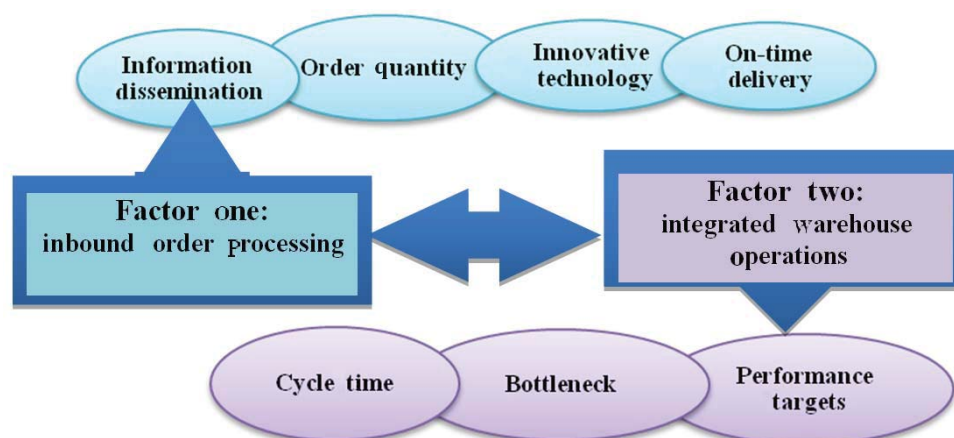 Information
dissemination
Order quantity
Innovative
technology
On-time
delivery
Factor one:
inbound order processing
Factor two:
integrated warehouse
operations
Cycle time
Bottleneck
Performance
targets